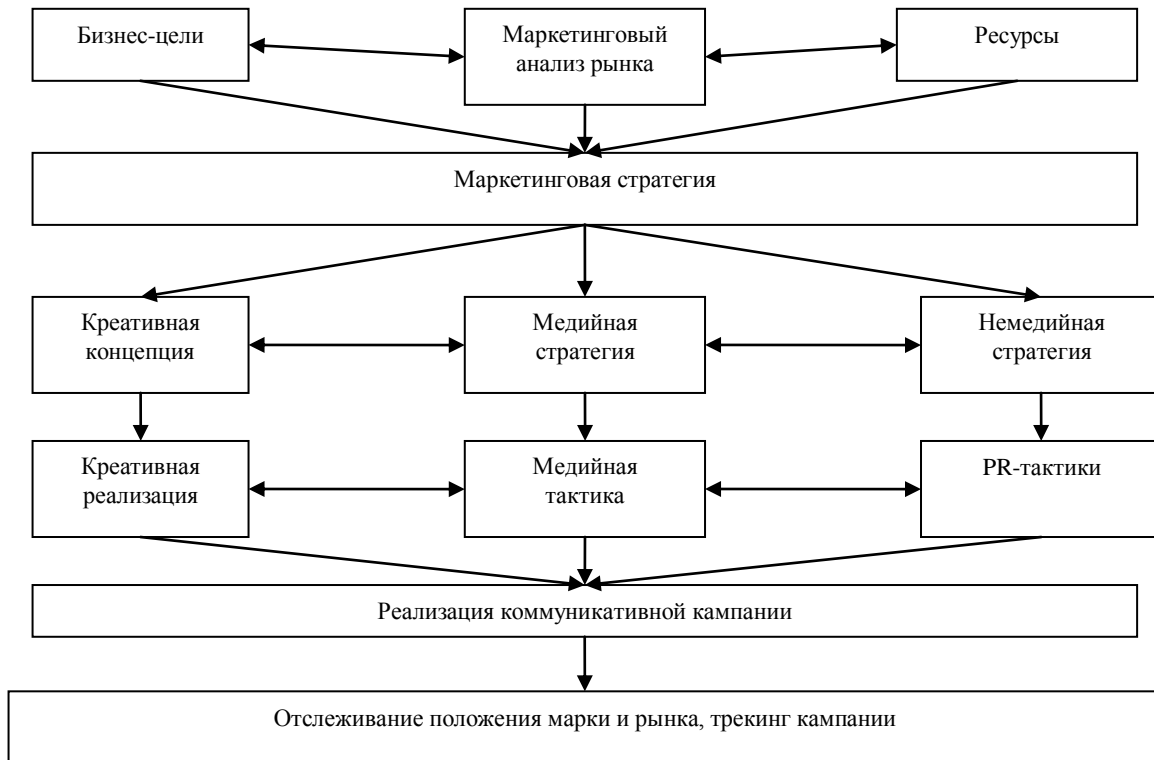 Бизнес-цели
Маркетинговый
анализ рынка
Ресурсы
Маркетинговая стратегия
Креативная
концепция
Медийная
стратегия
Немедийная
стратегия
Креативная
реализация
Медийная
тактика
PR-тактики
Реализация коммуникативной кампании
Отслеживание положения марки и рынка, трекинг кампании